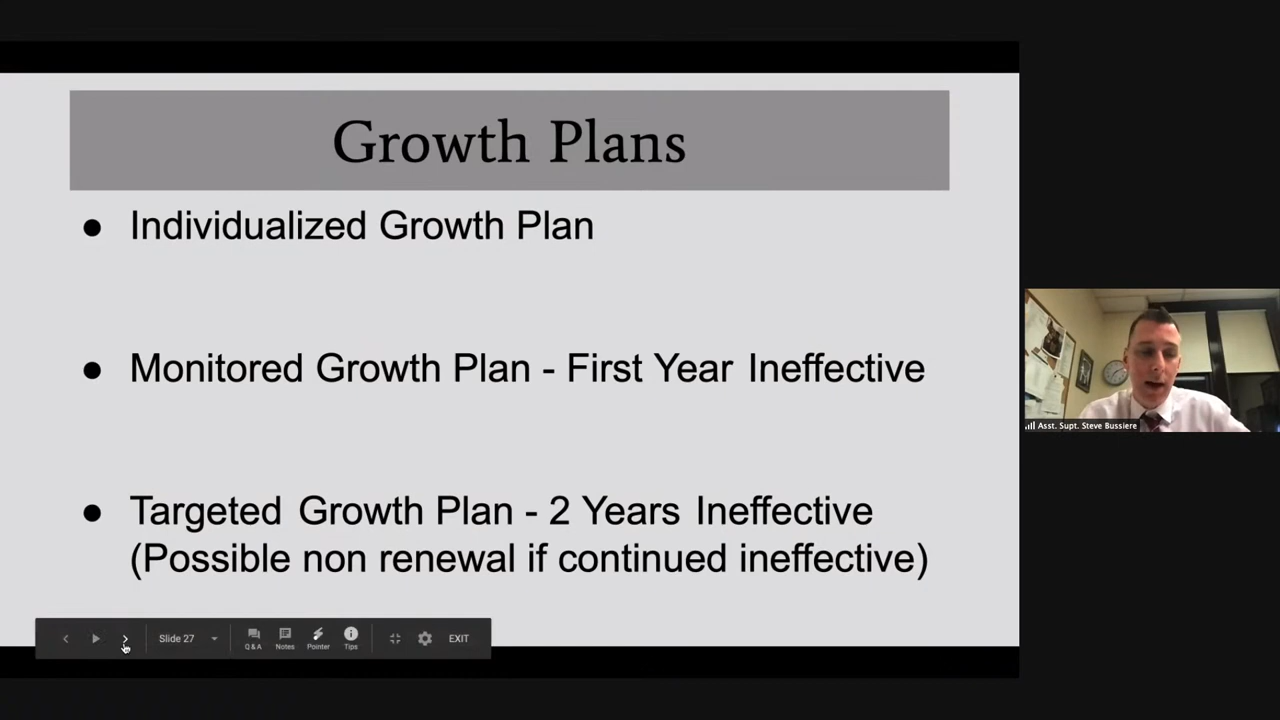 Growth Plans
● Individualized Growth Plan
● Monitored Growth Plan - First Year Ineffective
● Targeted Growth Plan - 2 Years Ineffective
(Possible non renewal if continued ineffective)
Slide 27
Q&A
Notes
Pointer
Tips
EXIT
Asst. Supt. Steve Bussiere